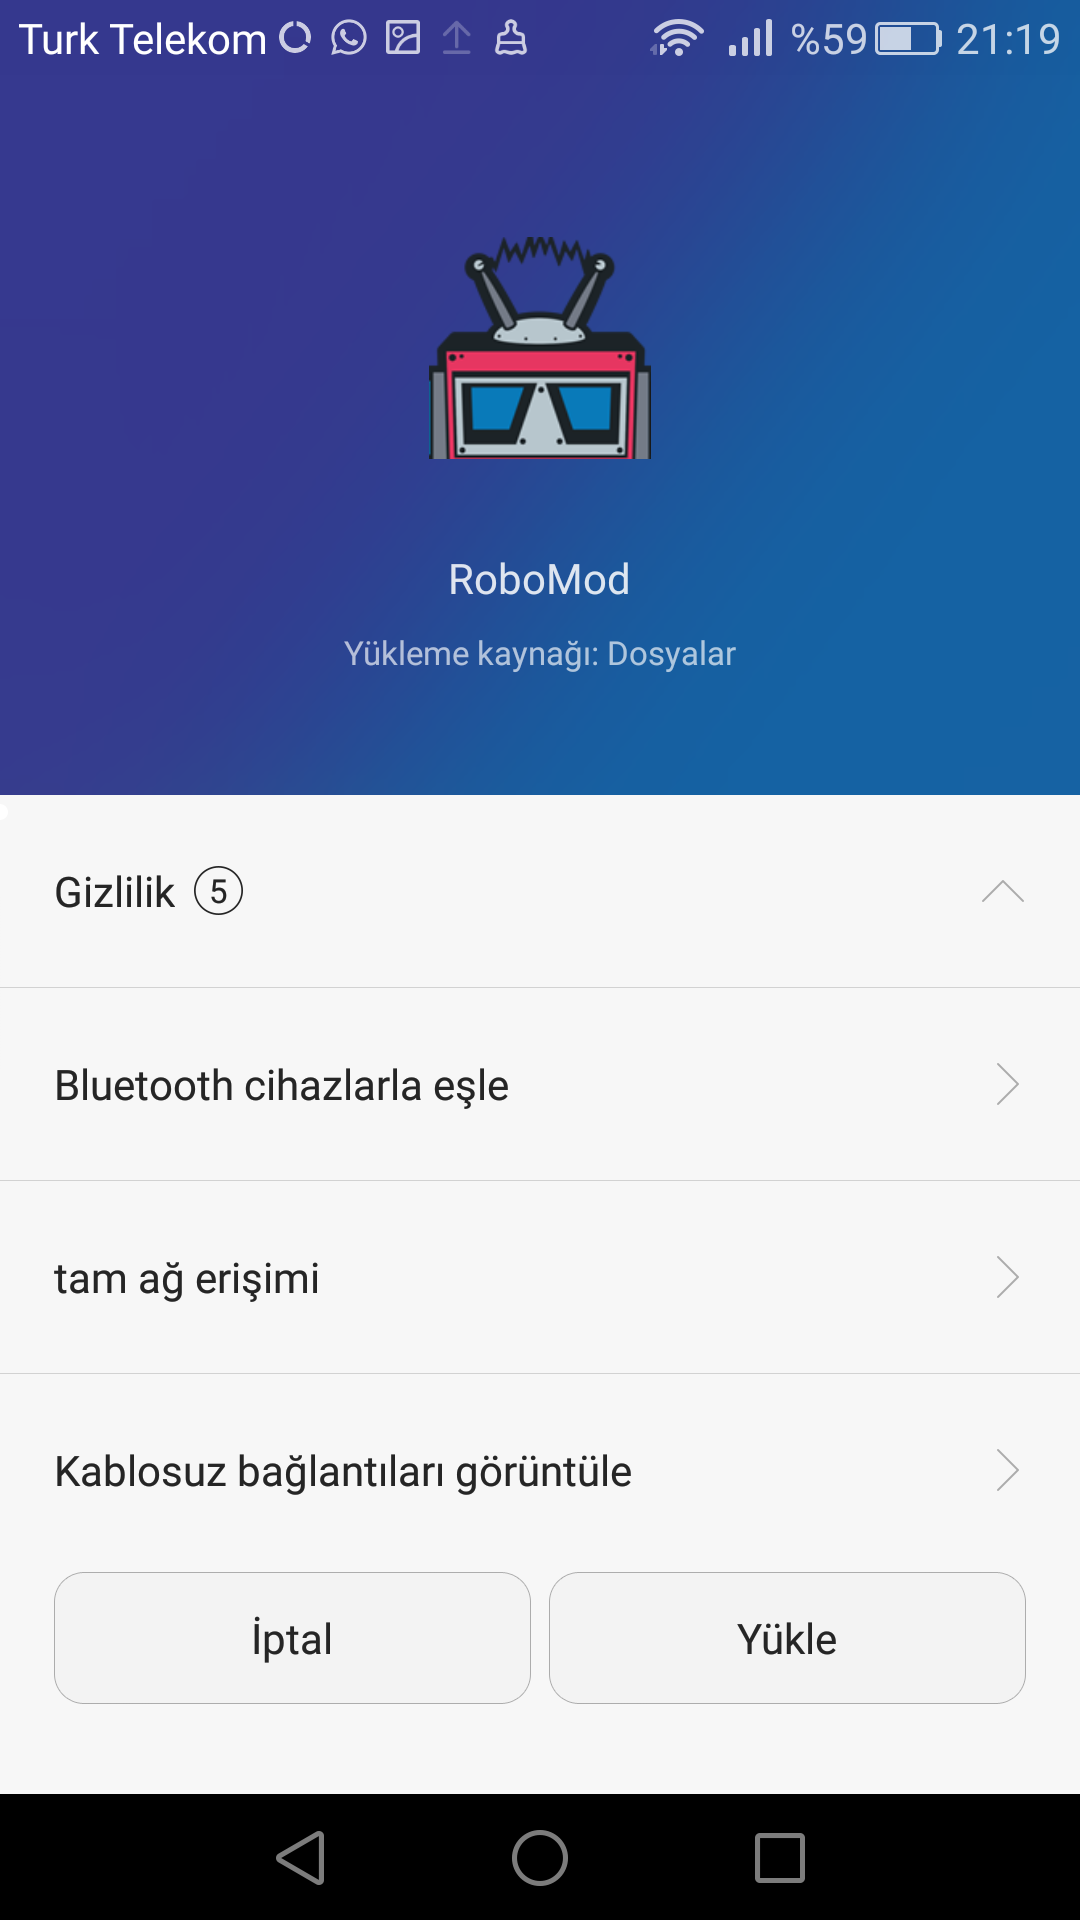 Turk Telekom %59 21:19
RoboMod
Yükleme kaynağı: Dosyalar
Gizlilik 5
Bluetooth cihazlarla eşle
tam ağ erişimi
Kablosuz bağlantıları görüntüle
İptal Yükle